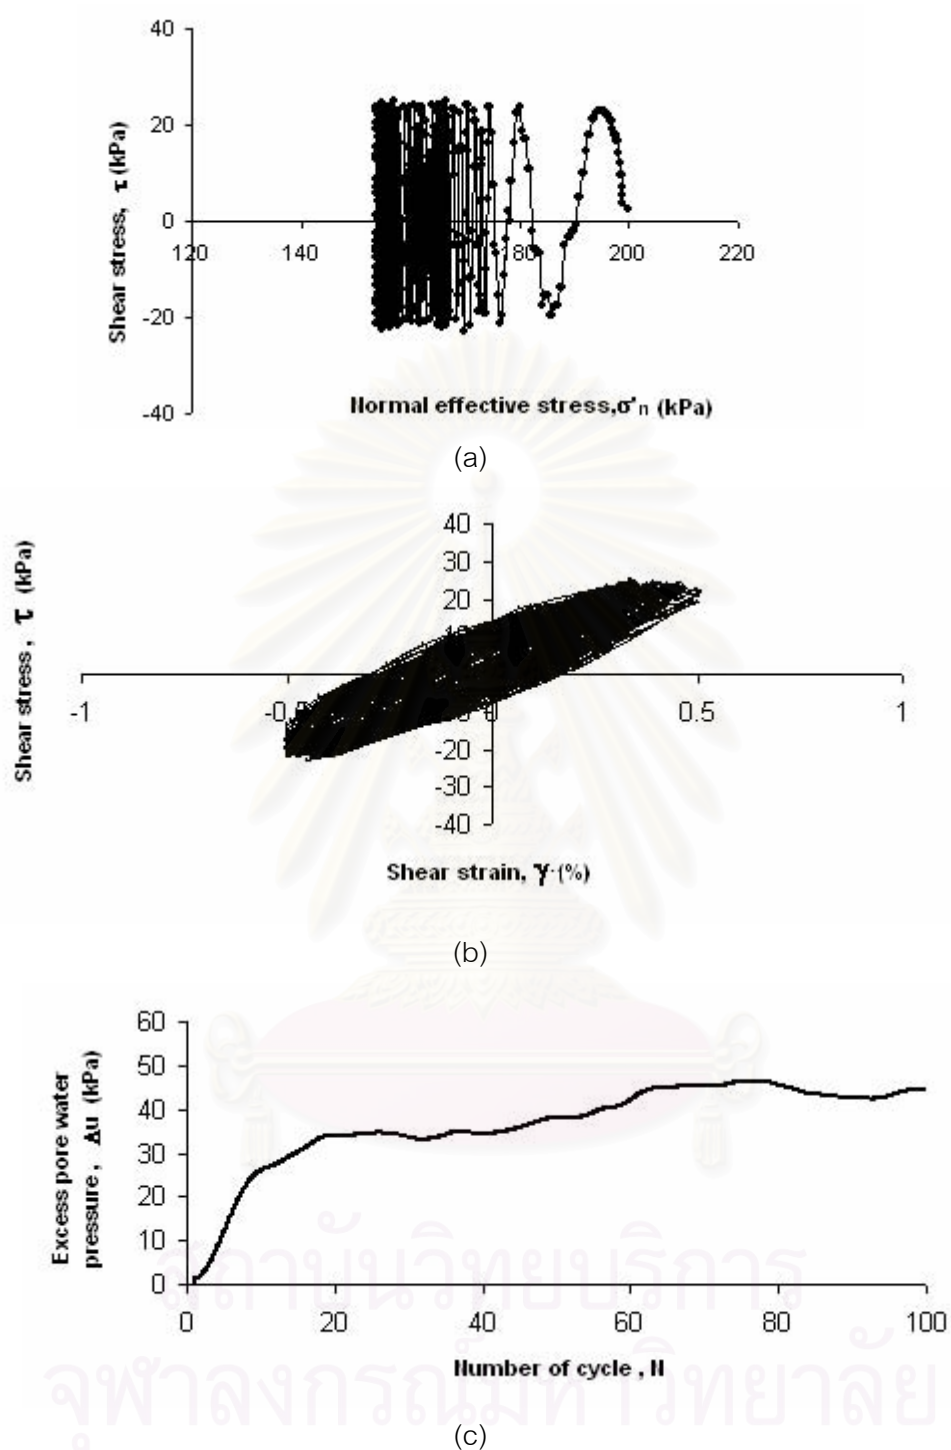 40
20
0
-20
-40
120 140 180 200 220
Shear stress, τ (kPa)
Normal effective stress,σ'n (kPa)
(a)
40
30
20
10
-20
-30
-40
-1 0.5 1
Shear stress , τ (kPa)
Shear strain, γ (%)
(b)
60
50
40
30
20
10
0
0 20 40 60 80 100
Excess pore water
pressure , Δu (kPa)
Number of cycle , N
(c)
สถาบันวิทยบริการ
จุฬาลงกรณ์มหาวิทยาลัย